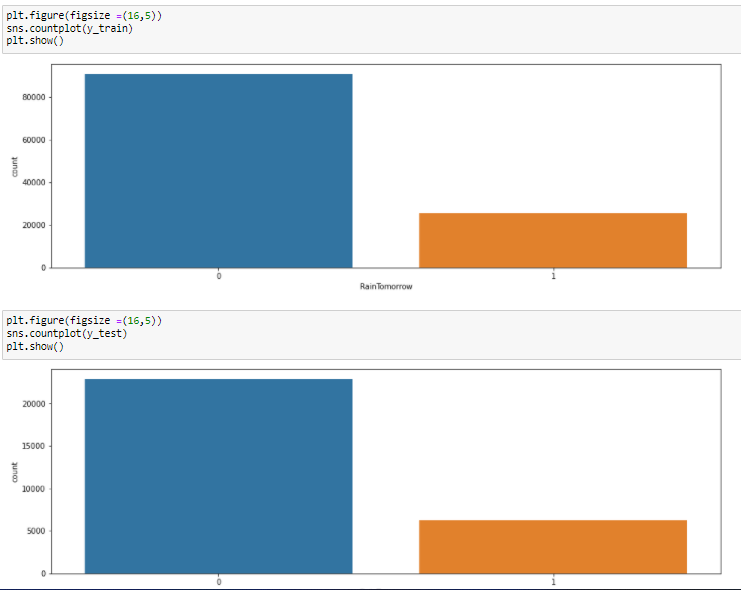 plt.figure(figsize =(16,5))
sns.countplot(y_train)
plt.show()
80000
60000
40000
20000
0
count
0 1
RainTomorrow
plt.figure(figsize =(16,5))
sns.countplot(y_test)
plt.show()
20000
15000
10000
5000
0
count
0 1